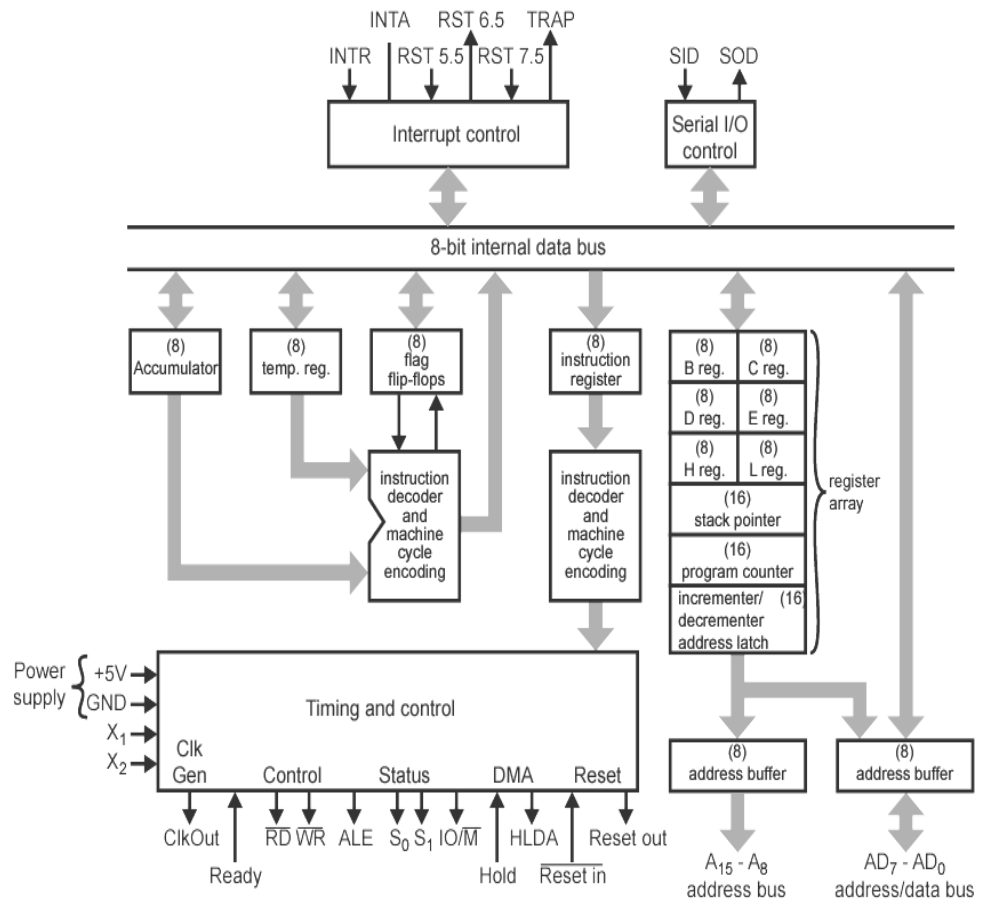 INTA RST 6.5 TRAP
INTR RST 5.5 RST 7.5 SID SOD
Interrupt control
Serial I/O
control
8-bit internal data bus
(8)
Accumulator
(8)
temp. reg.
(8)
flag
flip-flops
(8)
instruction
register
(8)
B reg.
(8)
C reg.
(8)
D reg.
(8)
E reg.
(8)
H reg.
(8)
L reg.
(16)
stack pointer
(16)
program counter
incrementer/ (16)
decrementer
address latch
register
array
instruction
decoder
and
machine
cycle
encoding
instruction
decoder
and
machine
cycle
encoding
Power
supply
+5V
GND
X1
X2
Timing and control
Clk
Gen Control Status DMA Reset
ClkOut R̅D̅ W̅R̅ ALE S0 S1 IO/M̅ HLDA Reset out
Ready Hold R̅e̅s̅e̅t̅ i̅n̅
(8)
address buffer
(8)
address buffer
A15 - A8
address bus
AD7 - AD0
address/data bus